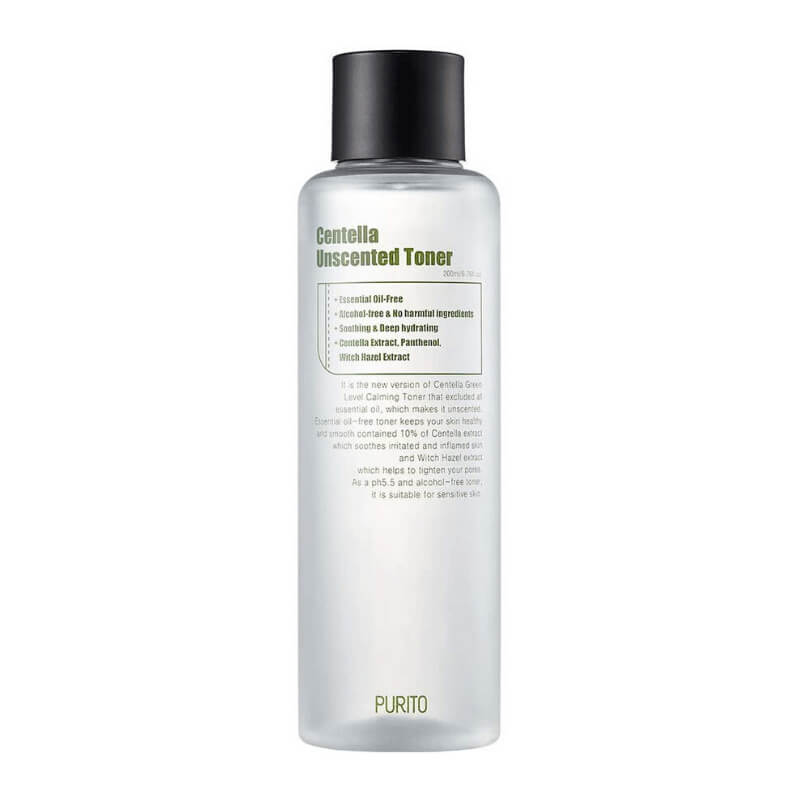 Centella
Unscented Toner
200ml/6.76fl.oz
• Essential Oil-Free
• Alcohol-free & No harmful ingredients
• Soothing & Deep hydrating
• Centella Extract, Panthenol,
Witch Hazel Extract
It is the new version of Centella Green
Level Calming Toner that excluded all
essential oil, which makes it unscented.
Essential oil-free toner keeps your skin healthy
and smooth contained 10% of Centella extract
which soothes irritated and inflamed skin
and Witch Hazel extract
which helps to tighten your pores.
As a ph5.5 and alcohol-free toner,
it is suitable for sensitive skin.
PURITO